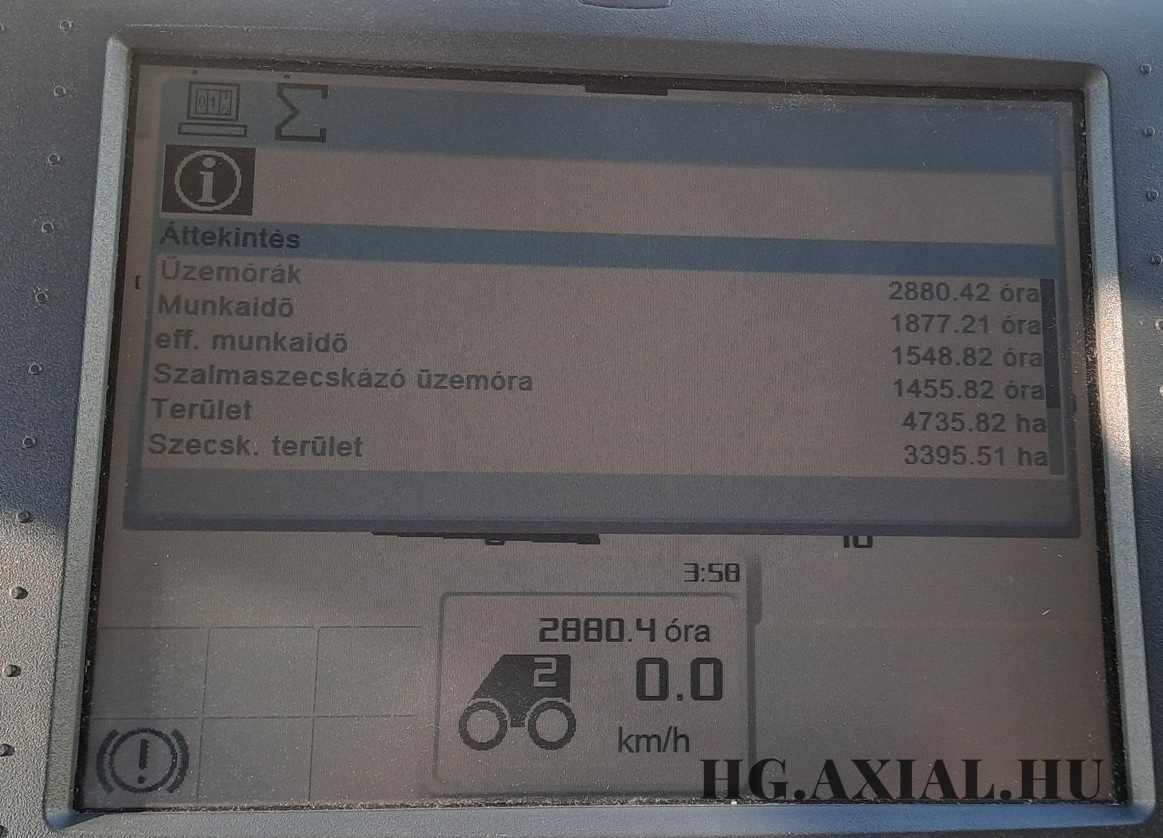 Áttekintés
Üzemórák 2880.42 óra
Munkaidő 1877.21 óra
eff. munkaidő 1548.82 óra
Szalmaszecskázó üzemóra 1455.82 óra
Terület 4735.82 ha
Szecsk. terület 3395.51 ha
3:58
2880.4 óra
2 0.0
km/h
HG.AXIAL.HU